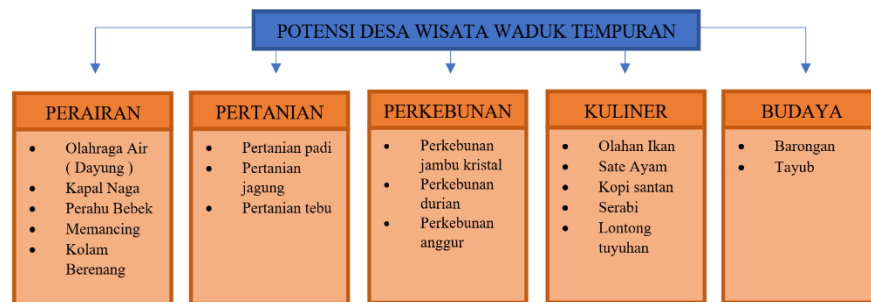 POTENSI DESA WISATA WADUK TEMPURAN
PERAIRAN
• Olahraga Air
( Dayung )
• Kapal Naga
• Perahu Bebek
• Memancing
• Kolam
Berenang
PERTANIAN
• Pertanian padi
• Pertanian
jagung
• Pertanian tebu
PERKEBUNAN
• Perkebunan
jambu kristal
• Perkebunan
durian
• Perkebunan
anggur
KULINER
• Olahan Ikan
• Sate Ayam
• Kopi santan
• Serabi
• Lontong
tuyuhan
BUDAYA
• Barongan
• Tayub